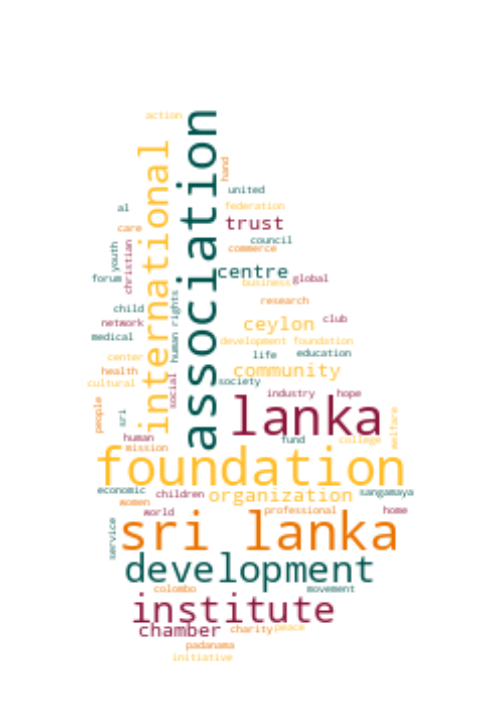 action
association
international
hand
united
al
federation
care
trust
council
youth
christian
commerce
centre
forum
global
business
human rights
research
child
network
ceylon
club
medical
development foundation
center
life
education
health
community
cultural
social
society
industry
hope
people
sri
lanka
welfare
human
fund
college
mission
foundation
economic
children
organization
sangamaya
women
world
professional
home
service
sri lanka
development
colombo
movement
institute
chamber
charity
peace
padanama
initiative